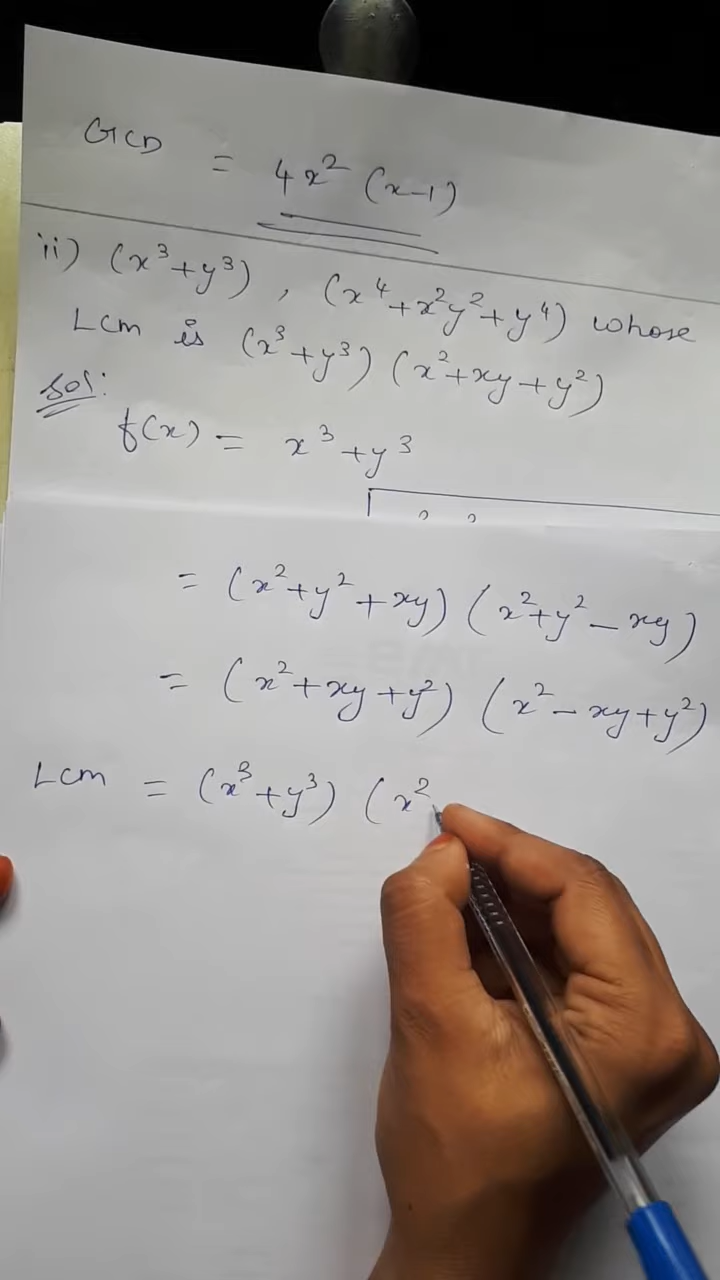 GCD = 4x² (x-1)
ii) (x³+y³), (x⁴+x²y²+y⁴) whose
Lcm is (x³+y³) (x²+xy+y²)
Sol:
f(x) = x³+y³
= (x²+y²+xy) (x²+y²-xy)
= (x²+xy+y²) (x²-xy+y²)
Lcm = (x³+y³) (x²